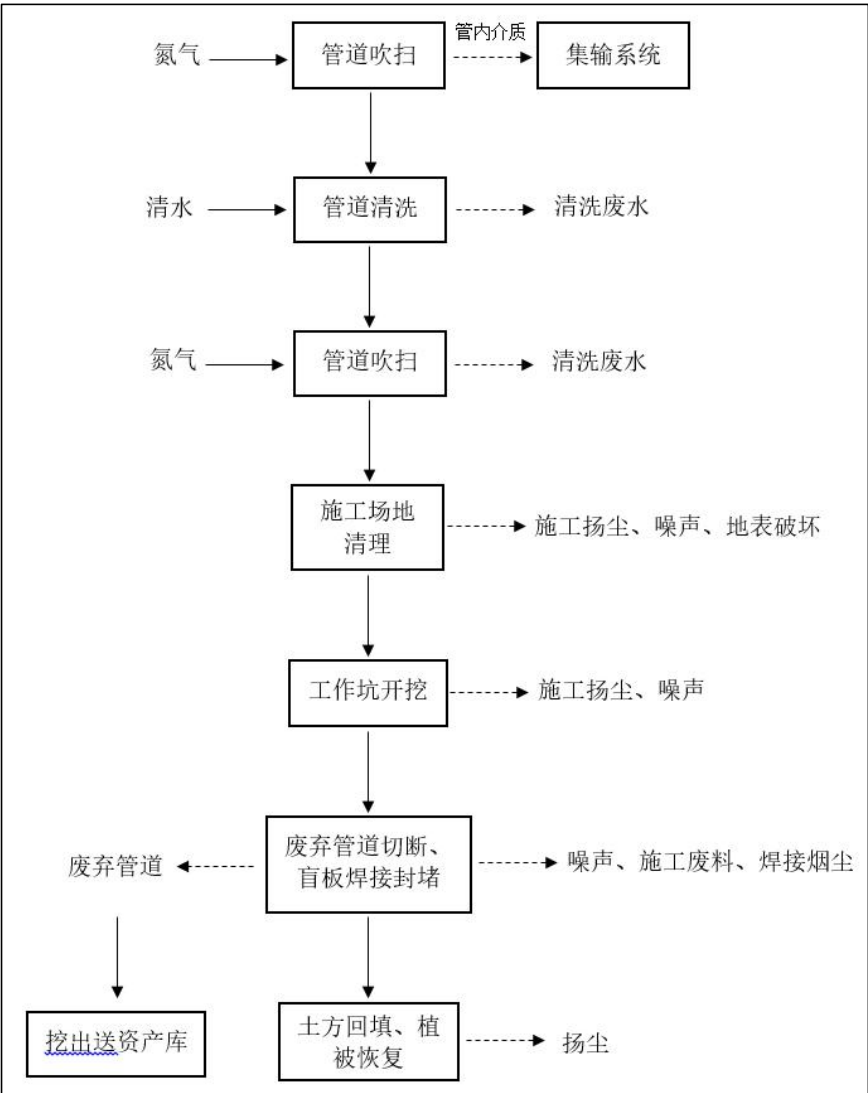 氮气
管道吹扫
管内介质
集输系统
清水
管道清洗
清洗废水
氮气
管道吹扫
清洗废水
施工场地
清理
施工扬尘、噪声、地表破坏
工作坑开挖
施工扬尘、噪声
废弃管道
废弃管道切断、
盲板焊接封堵
噪声、施工废料、焊接烟尘
挖出送资产库
土方回填、植
被恢复
扬尘